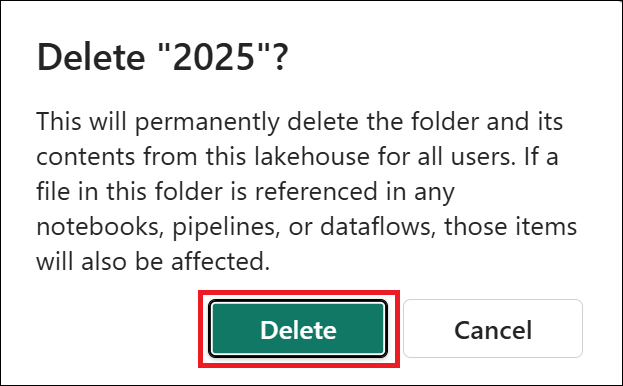 Delete "2025"?
This will permanently delete the folder and its
contents from this lakehouse for all users. If a
file in this folder is referenced in any
notebooks, pipelines, or dataflows, those items
will also be affected.
Delete
Cancel